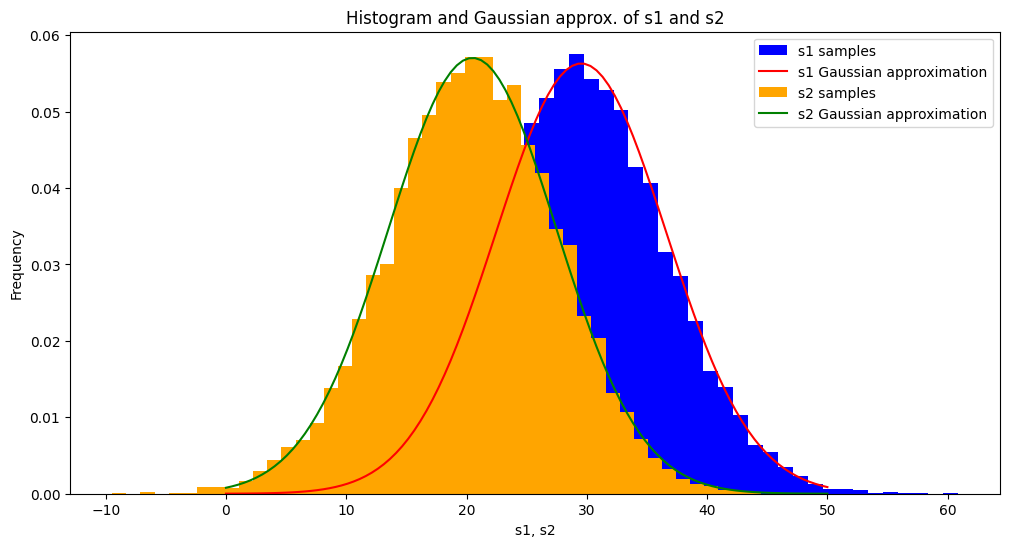 Histogram and Gaussian approx. of s1 and s2
s1 samples
s1 Gaussian approximation
s2 samples
s2 Gaussian approximation
Frequency
0.06
0.05
0.04
0.03
0.02
0.01
0.00
−10 0 10 20 30 40 50 60
s1, s2